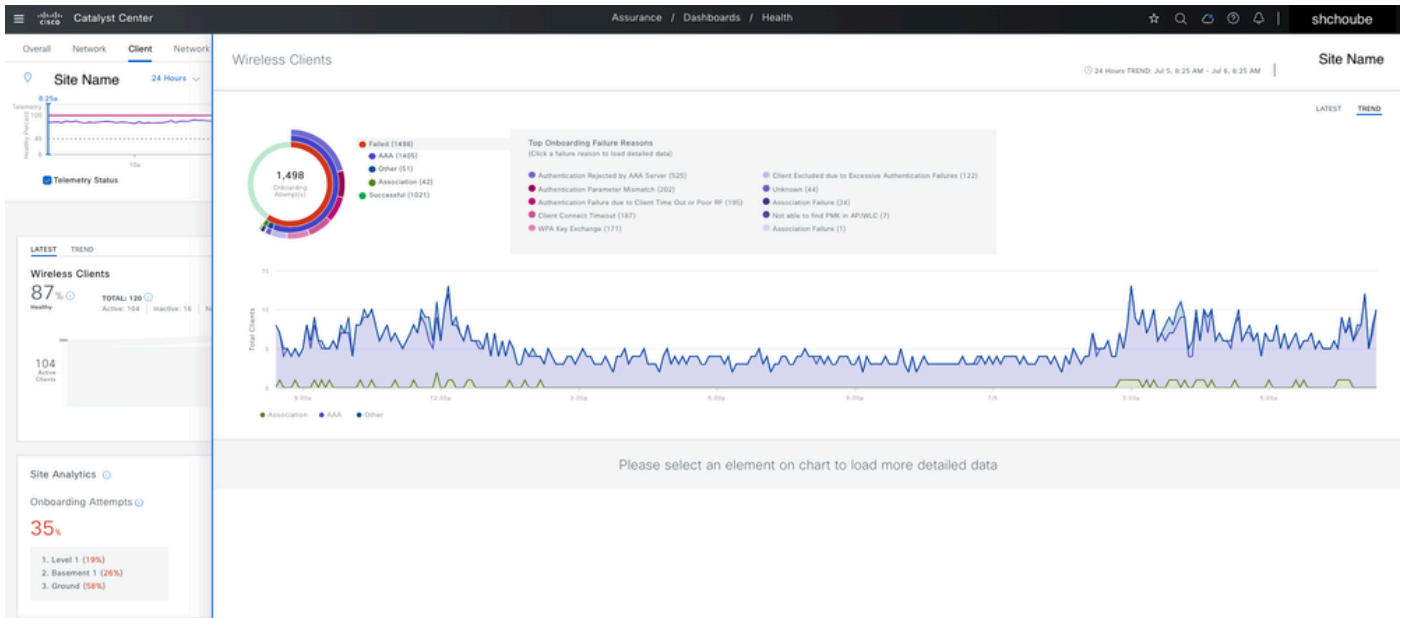 cisco Catalyst Center
Assurance / Dashboards / Health
shchoube
Overall Network Client Network
Site Name 24 Hours
8:25a
Telemetry
100
40
0
Healthy Percent
10a
Telemetry Status
LATEST TREND
Wireless Clients
87%
Healthy
TOTAL: 120
Active: 104 Inactive: 16 N
104
Active
Clients
Site Analytics
Onboarding Attempts
35%
1. Level 1 (19%)
2. Basement 1 (26%)
3. Ground (58%)
Wireless Clients
24 Hours TREND: Jul 5, 8:25 AM - Jul 6, 8:25 AM
Site Name
LATEST TREND
1,498
Onboarding
Attempt(s)
Failed (1498)
AAA (1405)
Other (51)
Association (42)
Successful (1021)
Top Onboarding Failure Reasons
(Click a failure reason to load detailed data)
Authentication Rejected by AAA Server (525)
Authentication Parameter Mismatch (202)
Authentication Failure due to Client Time Out or Poor RF (195)
Client Connect Timeout (187)
WPA Key Exchange (171)
Client Excluded due to Excessive Authentication Failures (122)
Unknown (44)
Association Failure (34)
Not able to find PMK in AP/WLC (7)
Association Failure (1)
Total Clients
15
10
5
0
9:00a 12:00p 3:00p 6:00p 9:00p 7/6 3:00a 6:00a
Association AAA Other
Please select an element on chart to load more detailed data